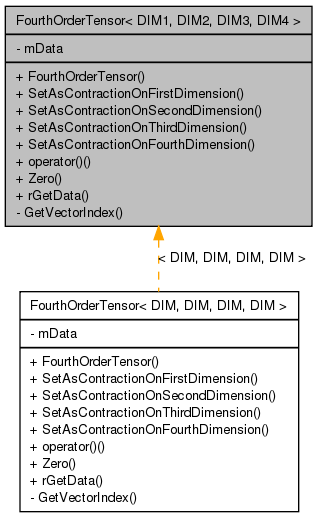 FourthOrderTensor< DIM1, DIM2, DIM3, DIM4 >
- mData
+ FourthOrderTensor()
+ SetAsContractionOnFirstDimension()
+ SetAsContractionOnSecondDimension()
+ SetAsContractionOnThirdDimension()
+ SetAsContractionOnFourthDimension()
+ operator()()
+ Zero()
+ rGetData()
- GetVectorIndex()
< DIM, DIM, DIM, DIM >
FourthOrderTensor< DIM, DIM, DIM, DIM >
- mData
+ FourthOrderTensor()
+ SetAsContractionOnFirstDimension()
+ SetAsContractionOnSecondDimension()
+ SetAsContractionOnThirdDimension()
+ SetAsContractionOnFourthDimension()
+ operator()()
+ Zero()
+ rGetData()
- GetVectorIndex()